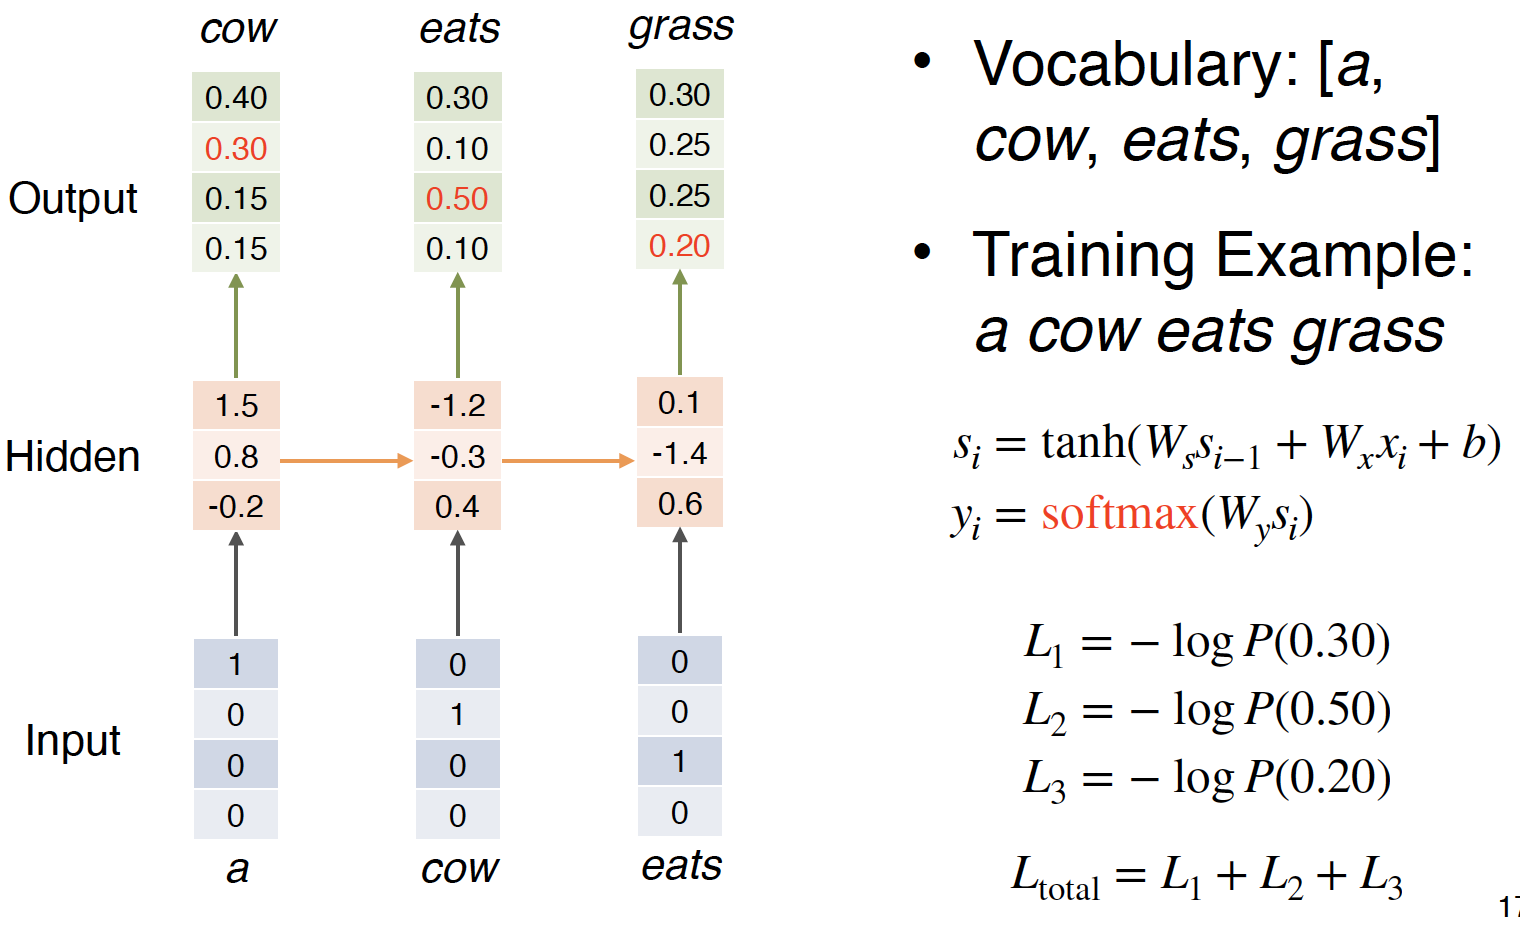 cow eats grass
0.40 0.30 0.30
0.30 0.10 0.25
Output 0.15 0.50 0.25
0.15 0.10 0.20
1.5 -1.2 0.1
Hidden 0.8 -0.3 -1.4
-0.2 0.4 0.6
1 0 0
0 1 0
Input 0 0 1
0 0 0
a cow eats
• Vocabulary: [a,
cow, eats, grass]
• Training Example:
a cow eats grass
s_i = tanh(W_s s_{i−1} + W_x x_i + b)
y_i = softmax(W_y s_i)
L_1 = − log P(0.30)
L_2 = − log P(0.50)
L_3 = − log P(0.20)
L_total = L_1 + L_2 + L_3
17